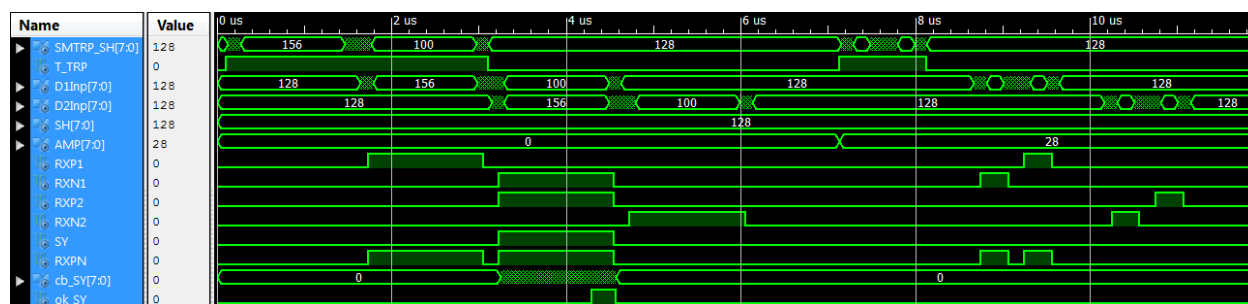 Name Value 0 us 2 us 4 us 6 us 8 us 10 us
SMTRP_SH[7:0] 128 156 100 128 128
T_TRP 0
D1Inp[7:0] 128 128 156 100 128 128
D2Inp[7:0] 128 128 156 100 128 128
SH[7:0] 128 128
AMP[7:0] 28 0 28
RXP1 0
RXN1 0
RXP2 0
RXN2 0
SY 0
RXPN 0
cb_SY[7:0] 0 0 0
ok_SY 0